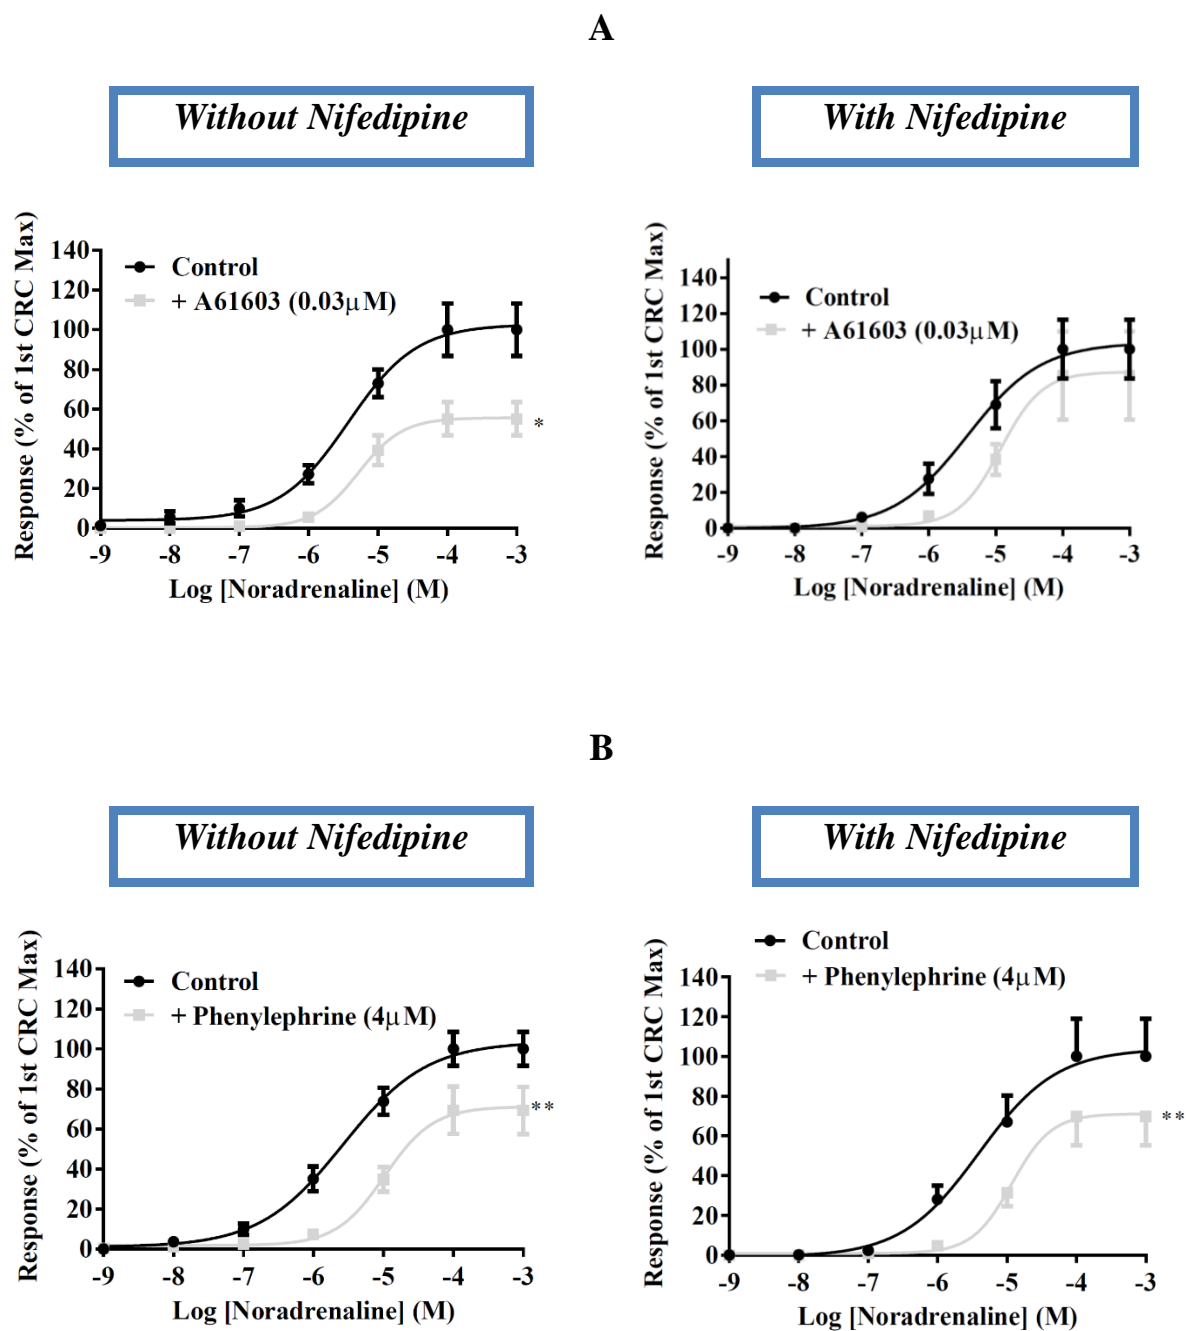 A
Without Nifedipine
With Nifedipine
Response (% of 1st CRC Max)
140
120
100
80
60
40
20
0
Control
+ A61603 (0.03μM)
*
-9 -8 -7 -6 -5 -4 -3
Log [Noradrenaline] (M)
Response (% of 1st CRC Max)
140
120
100
80
60
40
20
0
Control
+ A61603 (0.03μM)
-9 -8 -7 -6 -5 -4 -3
Log [Noradrenaline] (M)
B
Without Nifedipine
With Nifedipine
Response (% of 1st CRC Max)
140
120
100
80
60
40
20
0
Control
+ Phenylephrine (4μM)
**
-9 -8 -7 -6 -5 -4 -3
Log [Noradrenaline] (M)
Response (% of 1st CRC Max)
140
120
100
80
60
40
20
0
Control
+ Phenylephrine (4μM)
**
-9 -8 -7 -6 -5 -4 -3
Log [Noradrenaline] (M)